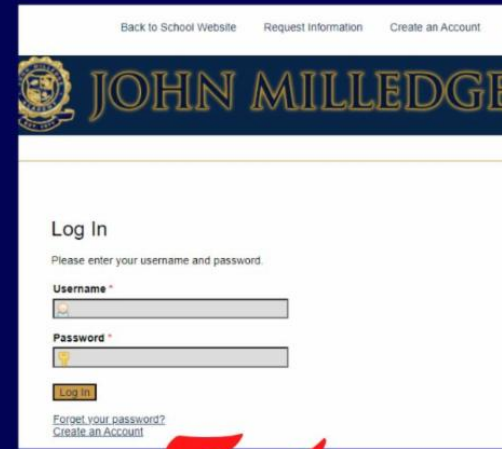 Back to School Website Request Information Create an Account
JOHN MILLEDGE
Log In
Please enter your username and password.
Username *
Password *
Log In
Forget your password?
Create an Account